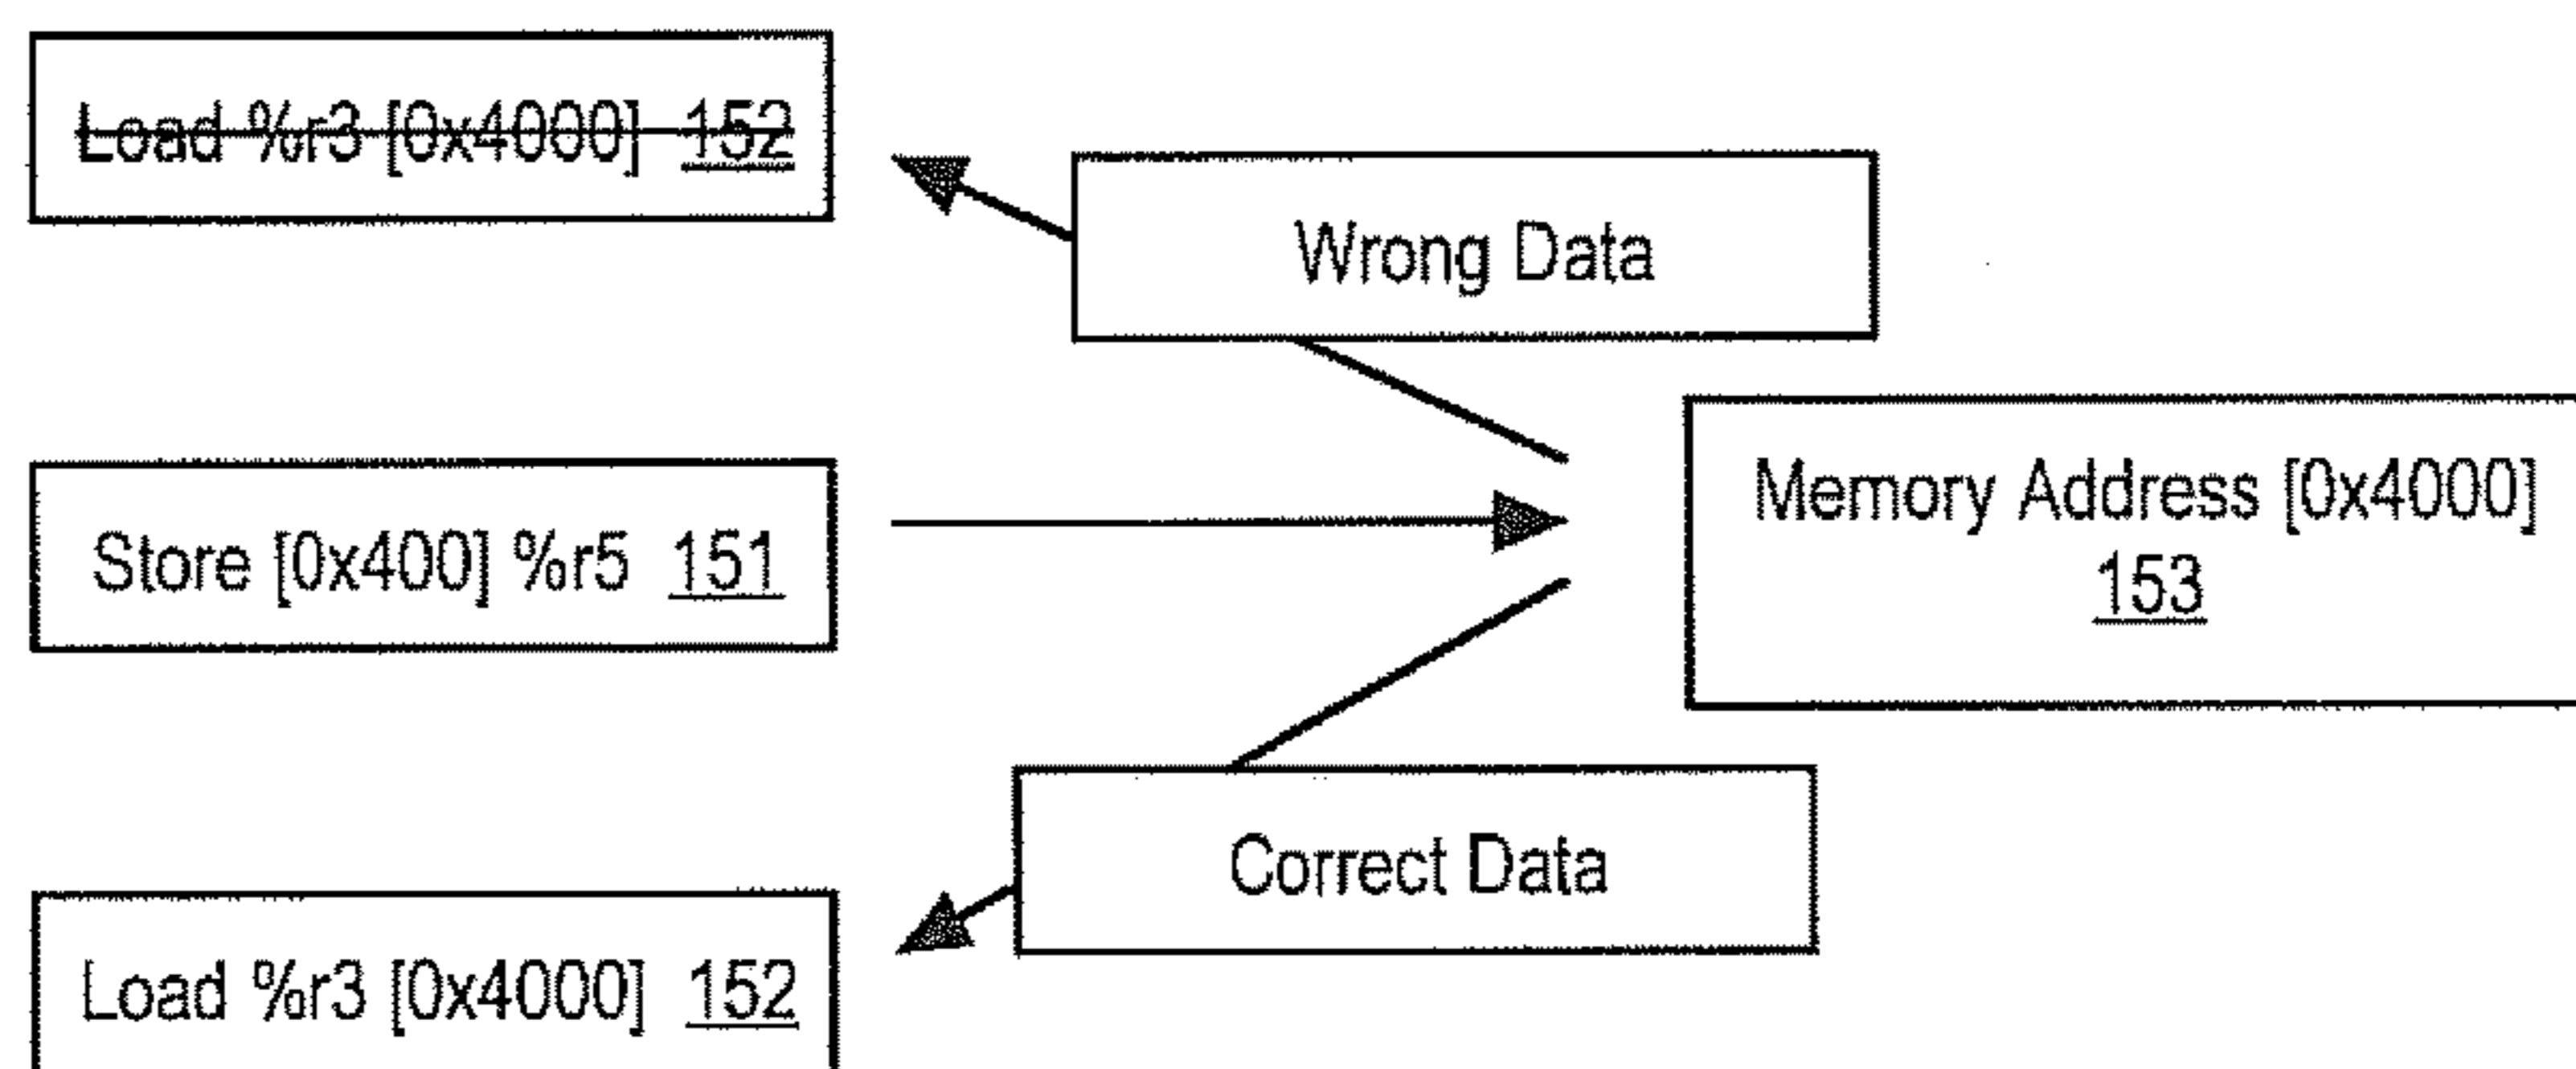 Load %r3 [0x4000] 152
Wrong Data
Store [0x400] %r5 151
Memory Address [0x4000]
153
Correct Data
Load %r3 [0x4000] 152